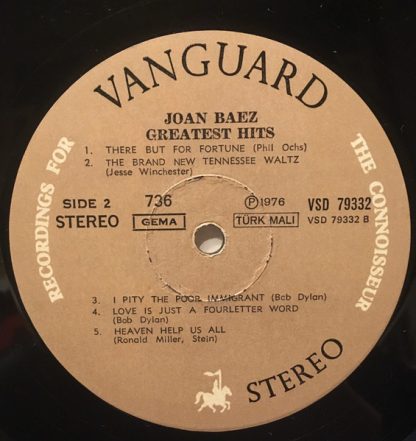 VANGUARD
RECORDINGS FOR
THE CONNOISSEUR
JOAN BAEZ
GREATEST HITS
1. THERE BUT FOR FORTUNE (Phil Ochs)
2. THE BRAND NEW TENNESSEE WALTZ
(Jesse Winchester)
SIDE 2 736 Ⓟ1976 VSD 79332
STEREO GEMA TÜRK MALI VSD 79332 B
3. I PITY THE POOR IMMIGRANT (Bob Dylan)
4. LOVE IS JUST A FOURLETTER WORD
(Bob Dylan)
5. HEAVEN HELP US ALL
(Ronald Miller, Stein)
STEREO